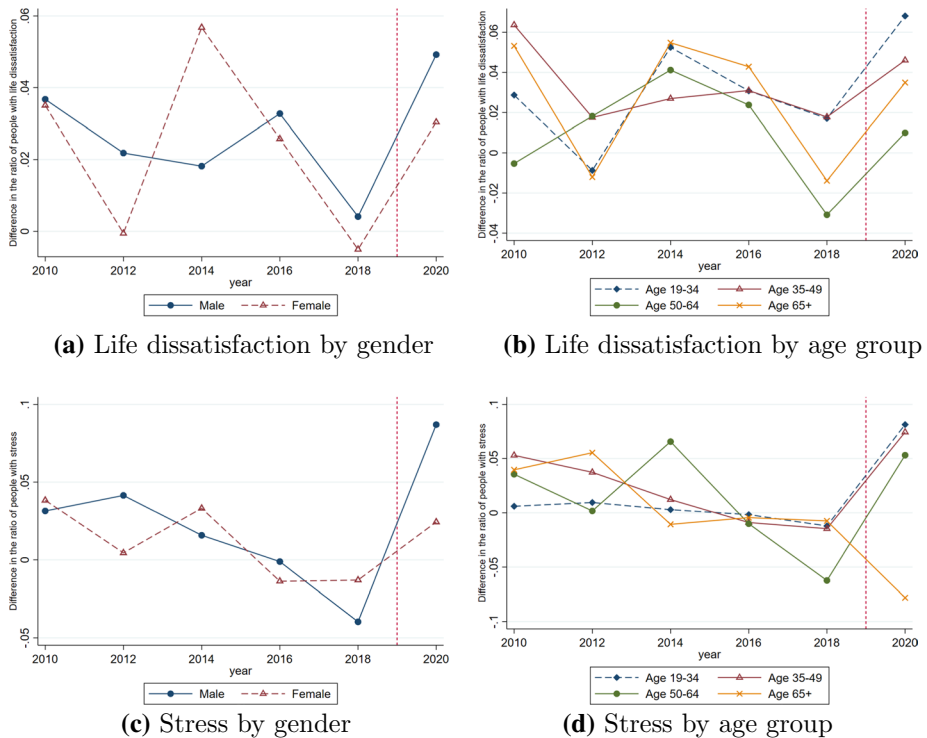 Difference in the ratio of people with life dissatisfaction
.06
.04
.02
0
2010 2012 2014 2016 2018 2020
year
Male Female
(a) Life dissatisfaction by gender
Difference in the ratio of people with life dissatisfaction
.06
.04
.02
0
-.02
-.04
2010 2012 2014 2016 2018 2020
year
Age 19-34 Age 35-49
Age 50-64 Age 65+
(b) Life dissatisfaction by age group
Difference in the ratio of people with stress
.1
.05
0
-.05
2010 2012 2014 2016 2018 2020
year
Male Female
(c) Stress by gender
Difference in the ratio of people with stress
.1
.05
0
-.05
-.1
2010 2012 2014 2016 2018 2020
year
Age 19-34 Age 35-49
Age 50-64 Age 65+
(d) Stress by age group